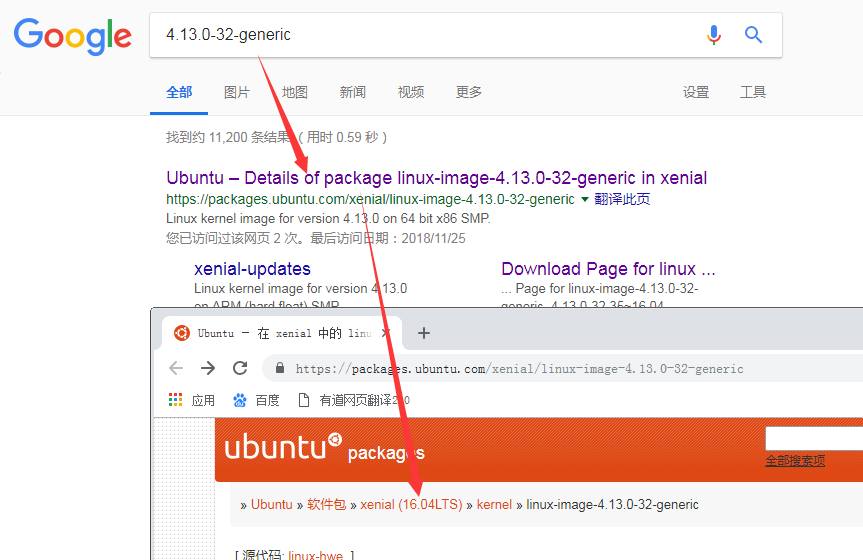 Google 4.13.0-32-generic
全部 图片 地图 新闻 视频 更多 设置 工具
找到约 11,200 条结果 （用时 0.59 秒）
Ubuntu – Details of package linux-image-4.13.0-32-generic in xenial
https://packages.ubuntu.com/xenial/linux-image-4.13.0-32-generic ▼ 翻译此页
Linux kernel image for version 4.13.0 on 64 bit x86 SMP.
您已访问过该网页 2 次。最后访问日期：2018/11/25
xenial-updates
Linux kernel image for version 4.13.0
on ARM (hard float) SMP
Download Page for linux ...
... Page for linux-image-4.13.0-32-
generic_4.13.0-32.35~16.04
Ubuntu – 在 xenial 中的 linu
https://packages.ubuntu.com/xenial/linux-image-4.13.0-32-generic
应用 百度 有道网页翻译2.0
ubuntu packages
全部搜索项
» Ubuntu » 软件包 » xenial (16.04LTS) » kernel » linux-image-4.13.0-32-generic
[ 源代码: linux-hwe ]